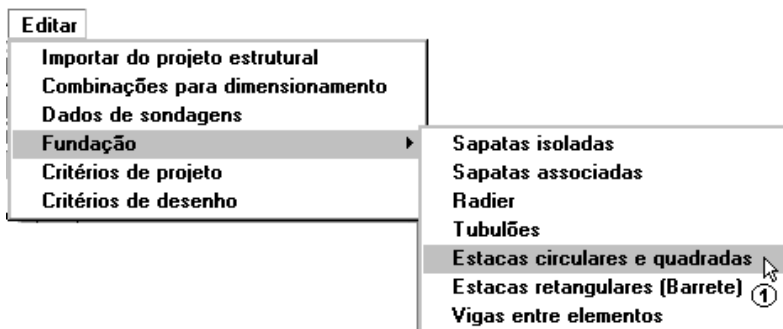 Editar
Importar do projeto estrutural
Combinações para dimensionamento
Dados de sondagens
Fundação
Critérios de projeto
Critérios de desenho
Sapatas isoladas
Sapatas associadas
Radier
Tubulões
Estacas circulares e quadradas
Estacas retangulares (Barrete)
1
Vigas entre elementos